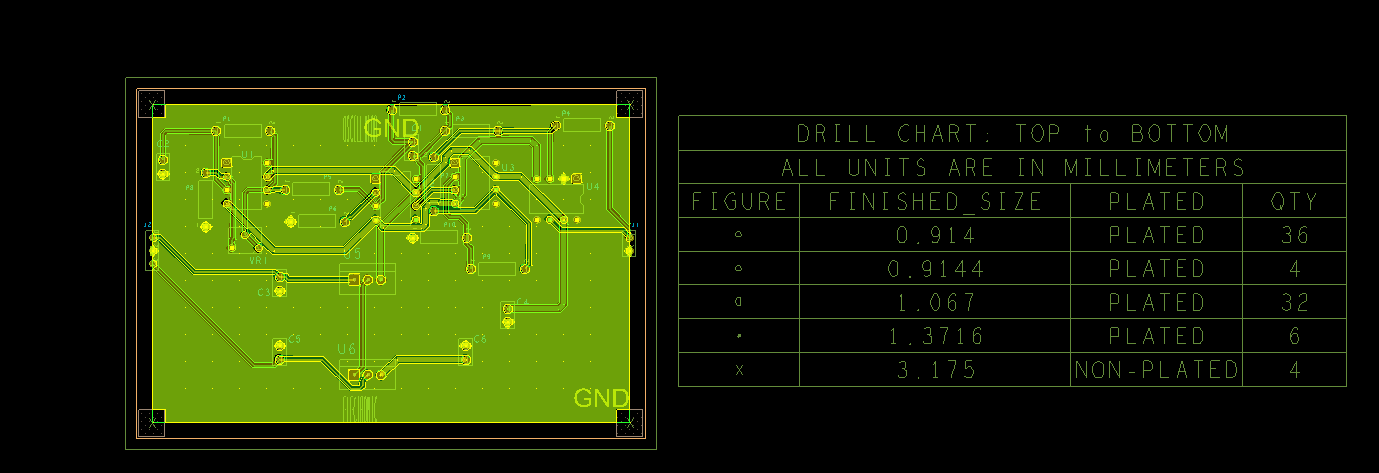 P2
GND
P4
P1
P3
C2
U1
U3
P8
P5
U4
P6
P10
J2
J1
VR1
U5
P9
C3
C4
C5
C6
U6
GND
DRILL CHART: TOP to BOTTOM
ALL UNITS ARE IN MILLIMETERS
FIGURE FINISHED_SIZE PLATED QTY
0.914 PLATED 36
0.9144 PLATED 4
1.067 PLATED 32
1.3716 PLATED 6
X 3.175 NON-PLATED 4